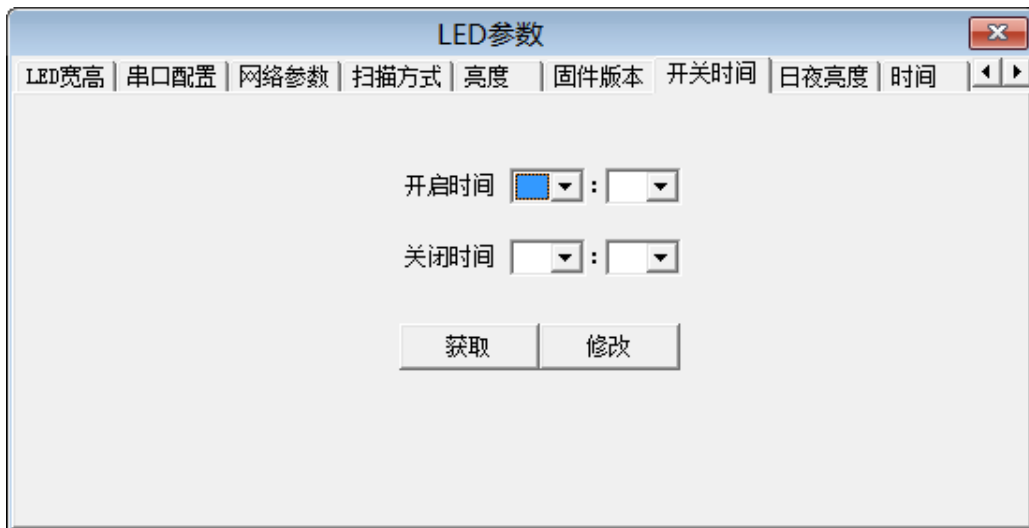 LED参数
LED宽高 串口配置 网络参数 扫描方式 亮度 固件版本 开关时间 日夜亮度 时间
开启时间 :
关闭时间 :
获取 修改